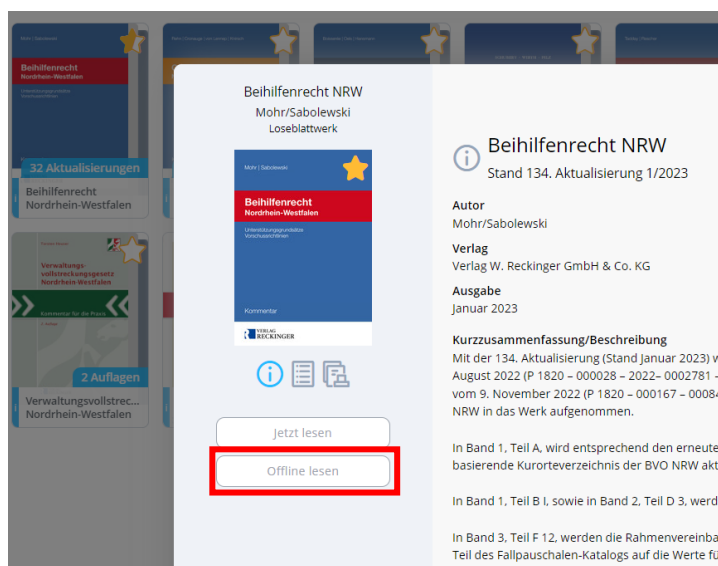 Mohr | Sabolewski
Beihilfenrecht
Nordrhein-Westfalen
Unterstützungsgrundsätze
Vorschussrichtlinien
32 Aktualisierungen
Beihilfenrecht
Nordrhein-Westfalen
Verwaltungs-
vollstreckungsgesetz
Nordrhein-Westfalen
Kommentar für die Praxis
2 Auflagen
Verwaltungsvollstrec...
Nordrhein-Westfalen
Beihilfenrecht NRW
Mohr/Sabolewski
Loseblattwerk
Mohr | Sabolewski
Beihilfenrecht
Nordrhein-Westfalen
Unterstützungsgrundsätze
Vorschussrichtlinien
Kommentar
VERLAG
RECKINGER
Jetzt lesen
Offline lesen
Beihilfenrecht NRW
Stand 134. Aktualisierung 1/2023
Autor
Mohr/Sabolewski
Verlag
Verlag W. Reckinger GmbH & Co. KG
Ausgabe
Januar 2023
Kurzzusammenfassung/Beschreibung
Mit der 134. Aktualisierung (Stand Januar 2023) w
August 2022 (P 1820 – 000028 – 2022– 0002781 –
vom 9. November 2022 (P 1820 – 000167 – 00084
NRW in das Werk aufgenommen.
In Band 1, Teil A, wird entsprechend den erneute
basierende Kurorteverzeichnis der BVO NRW akt
In Band 1, Teil B I, sowie in Band 2, Teil D 3, werd
In Band 3, Teil F 12, werden die Rahmenvereinba
Teil des Fallpauschalen-Katalogs auf die Werte fü